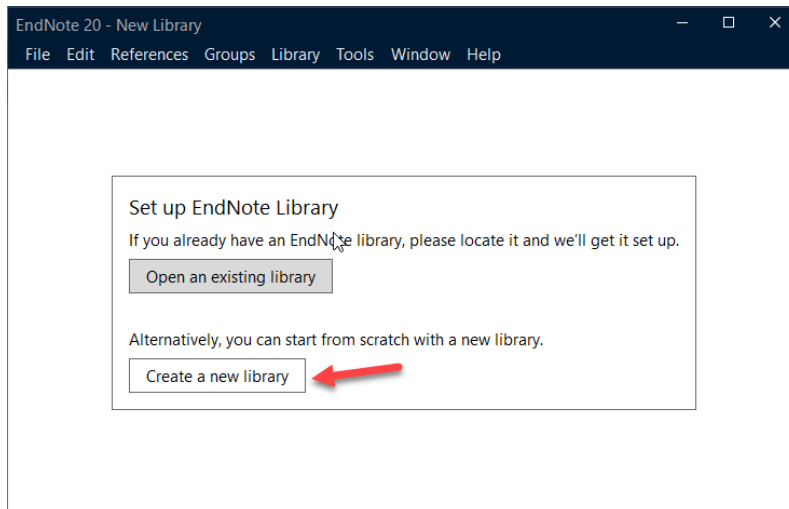 EndNote 20 - New Library
File Edit References Groups Library Tools Window Help
Set up EndNote Library
If you already have an EndNote library, please locate it and we'll get it set up.
Open an existing library
Alternatively, you can start from scratch with a new library.
Create a new library